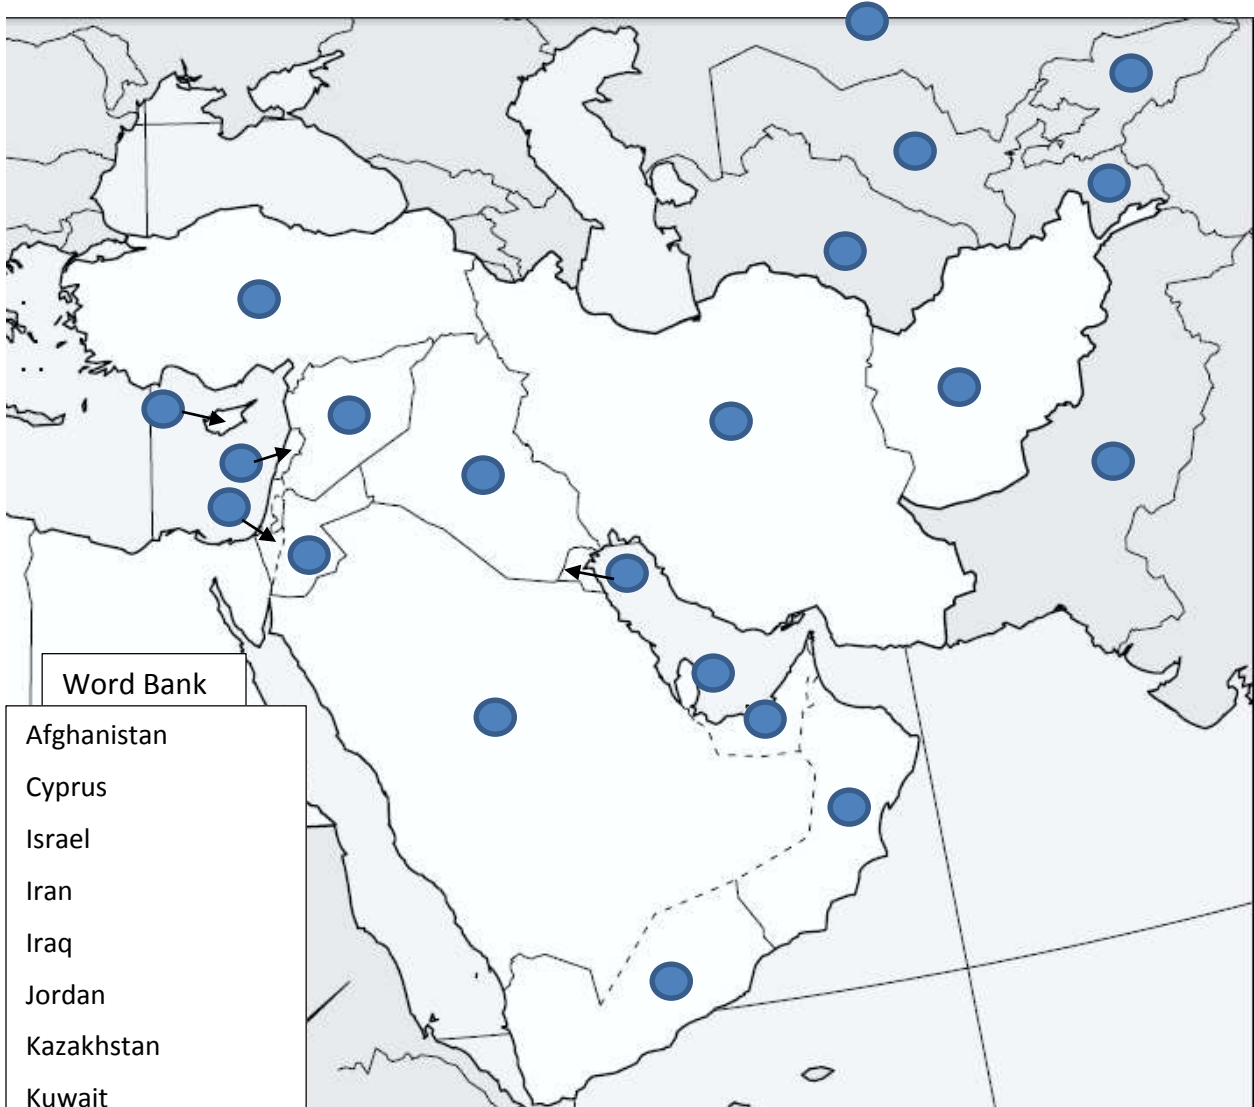 Word Bank
Afghanistan
Cyprus
Israel
Iran
Iraq
Jordan
Kazakhstan
Kuwait